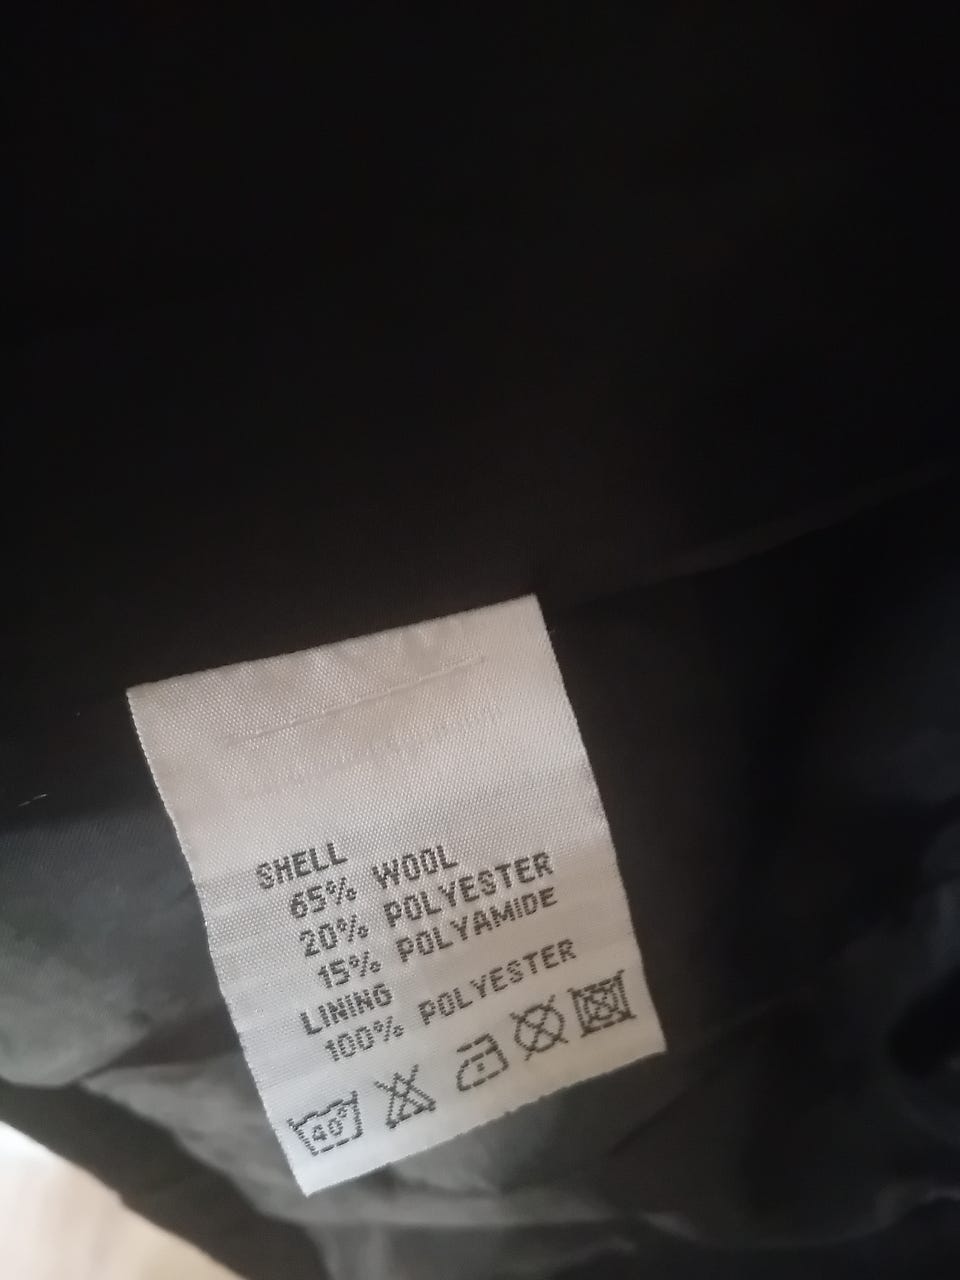 SHELL
65% WOOL
20% POLYESTER
15% POLYAMIDE
LINING
100% POLYESTER
40°